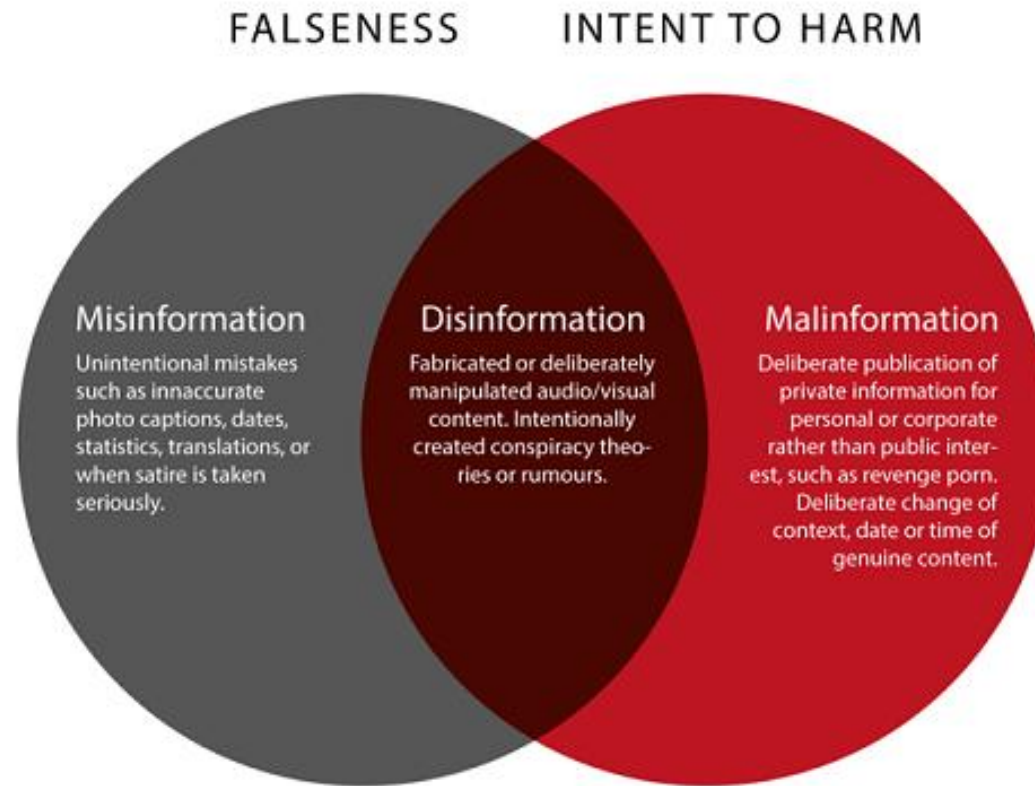 FALSENESS
INTENT TO HARM
Misinformation
Unintentional mistakes
such as innaccurate
photo captions, dates,
statistics, translations, or
when satire is taken
seriously.
Disinformation
Fabricated or deliberately
manipulated audio/visual
content. Intentionally
created conspiracy theo-
ries or rumours.
Malinformation
Deliberate publication of
private information for
personal or corporate
rather than public inter-
est, such as revenge porn.
Deliberate change of
context, date or time of
genuine content.